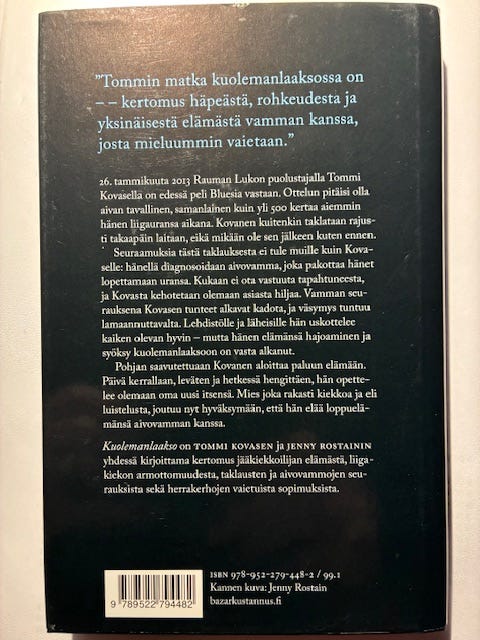 "Tommin matka kuolemanlaaksossa on
– – kertomus häpeästä, rohkeudesta ja
yksinäisestä elämästä vamman kanssa,
josta mieluummin vaietaan."
26. tammikuuta 2013 Rauman Lukon puolustajalla Tommi
Kovasella on edessä peli Bluesia vastaan. Ottelun pitäisi olla
aivan tavallinen, samanlainen kuin yli 500 kertaa aiemmin
hänen liigauransa aikana. Kovanen kuitenkin taklataan rajus-
ti takaapäin laitaan, eikä mikään ole sen jälkeen kuten ennen.
Seuraamuksia tästä taklauksesta ei tule muille kuin Kova-
selle: hänellä diagnosoidaan aivovamma, joka pakottaa hänet
lopettamaan uransa. Kukaan ei ota vastuuta tapahtuneesta,
ja Kovasta kehotetaan olemaan asiasta hiljaa. Vamman seu-
rauksena Kovasen tunteet alkavat kadota, ja väsymys tuntuu
lamaannuttavalta. Lehdistölle ja läheisille hän uskottelee
kaiken olevan hyvin – mutta hänen elämänsä hajoaminen ja
syöksy kuolemanlaaksoon on vasta alkanut.
Pohjan saavutettuaan Kovanen aloittaa paluun elämään.
Päivä kerrallaan, leväten ja hetkessä hengittäen, hän opette-
lee olemaan oma uusi itsensä. Mies joka rakasti kiekkoa ja eli
luistelusta, joutuu nyt hyväksymään, että hän elää loppuelä-
mänsä aivovamman kanssa.
Kuolemanlaakso on TOMMI KOVASEN ja JENNY ROSTAININ
yhdessä kirjoittama kertomus jääkiekkoilijan elämästä, liiga-
kiekon armottomuudesta, taklausten ja aivovammojen seu-
rauksista sekä herrakerhojen vaietuista sopimuksista.
ISBN 978-952-279-448-2 / 99.1
Kannen kuva: Jenny Rostain
bazarkustannus.fi
9 789522 794482